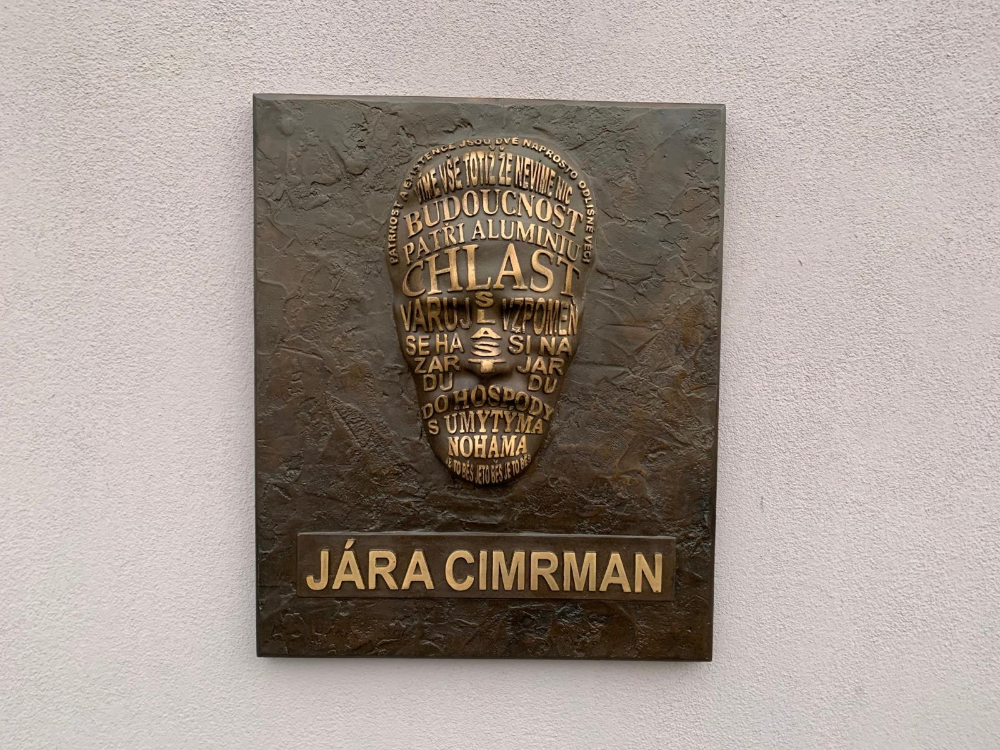 PATRNOST A EXISTENCE JSOU DVĚ NAPROSTO ODLIŠNÉ VĚCI
VÍME VŠE TOTIŽ ŽE NEVÍME NIC
BUDOUCNOST
PATŘÍ ALUMINIU
CHLAST
SLAST
VARUJ
SE HA
ZAR
DU
VZPOMEŇ
SI NA
JAR
DU
DO HOSPODY
S UMYTÝMA
NOHAMA
JE TO BĚS JE TO BĚS JE TO BĚS
JÁRA CIMRMAN